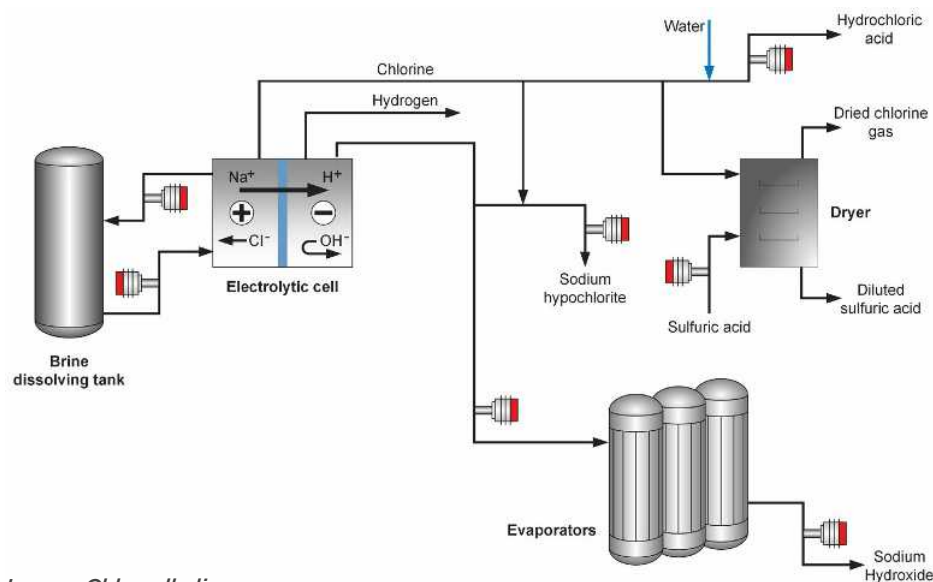 Water
Hydrochloric
acid
Chlorine
Hydrogen
Dried chlorine
gas
Na⁺
H⁺
+
−
Cl⁻
OH⁻
Electrolytic cell
Dryer
Sodium
hypochlorite
Sulfuric acid
Diluted
sulfuric acid
Brine
dissolving tank
Evaporators
Sodium
Hydroxide